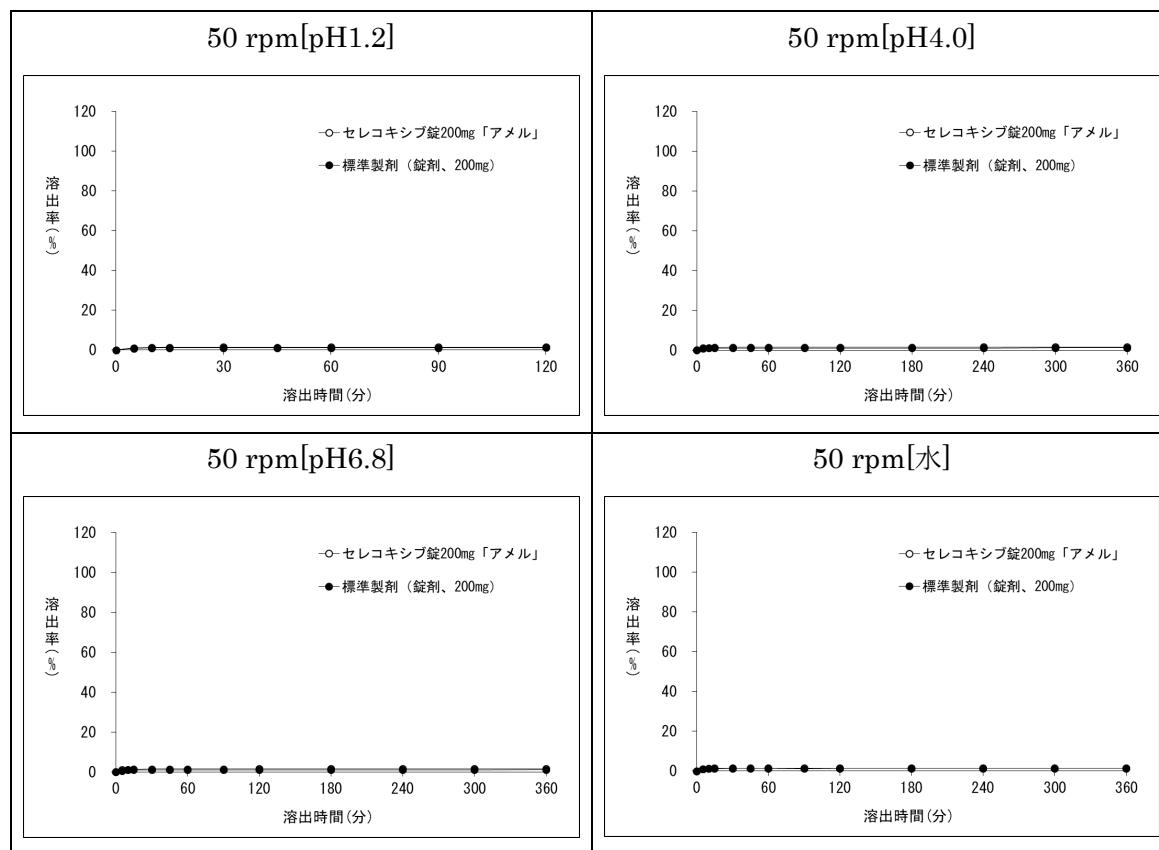 50 rpm[pH1.2]
120
100
80
60
40
20
0
溶出率(%)
セレコキシブ錠200mg「アメル」
標準製剤(錠剤、200mg)
0 30 60 90 120
溶出時間(分)
50 rpm[pH4.0]
120
100
80
60
40
20
0
溶出率(%)
セレコキシブ錠200mg「アメル」
標準製剤(錠剤、200mg)
0 60 120 180 240 300 360
溶出時間(分)
50 rpm[pH6.8]
120
100
80
60
40
20
0
溶出率(%)
セレコキシブ錠200mg「アメル」
標準製剤(錠剤、200mg)
0 60 120 180 240 300 360
溶出時間(分)
50 rpm[水]
120
100
80
60
40
20
0
溶出率(%)
セレコキシブ錠200mg「アメル」
標準製剤(錠剤、200mg)
0 60 120 180 240 300 360
溶出時間(分)